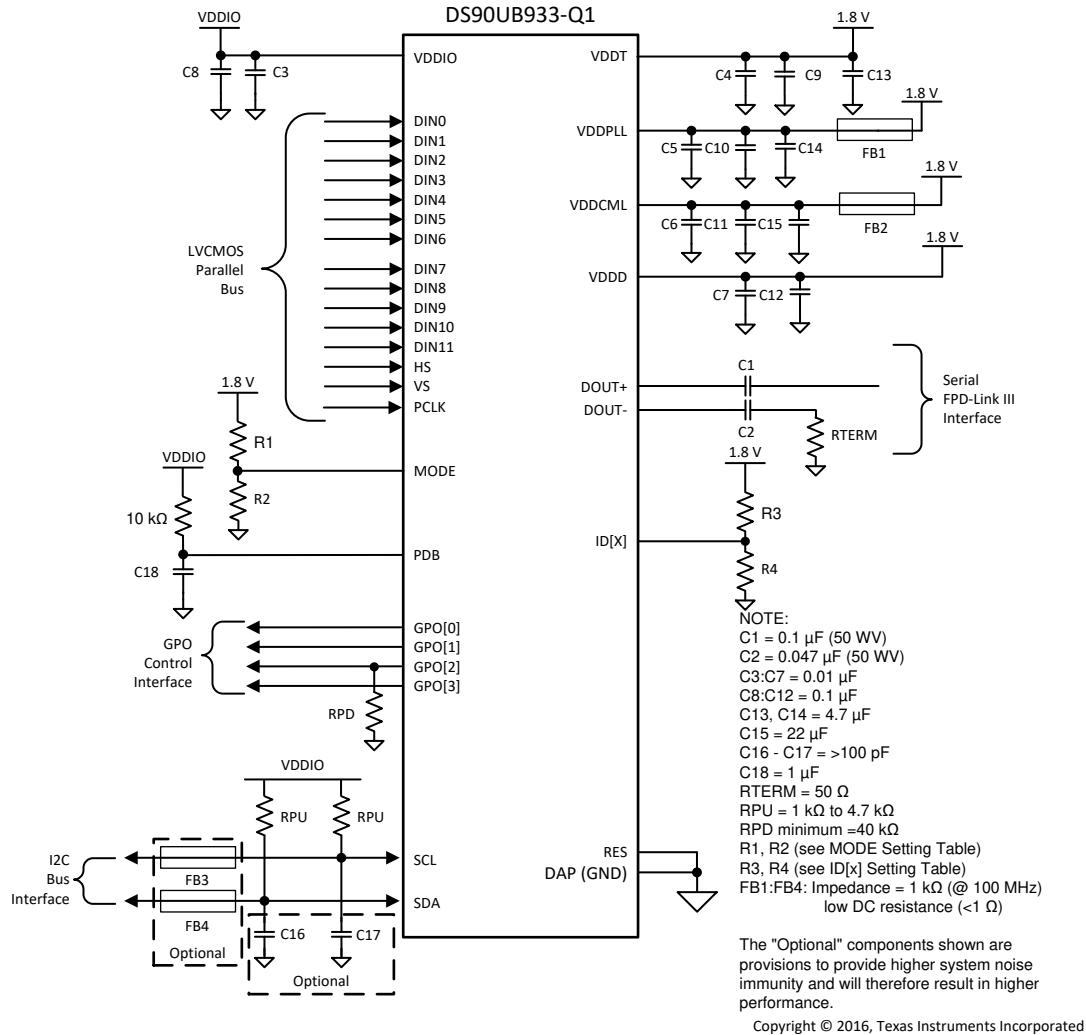 DS90UB933-Q1
VDDIO
1.8 V
VDDIO
VDDT
C8
C3
C4
C9
C13
1.8 V
DIN0
VDDPLL
DIN1
C5
C10
C14
FB1
DIN2
DIN3
1.8 V
DIN4
VDDCML
DIN5
C6
C11
C15
FB2
DIN6
1.8 V
LVCMOS
Parallel
Bus
DIN7
VDDD
DIN8
C7
C12
DIN9
DIN10
DIN11
HS
C1
VS
DOUT+
PCLK
DOUT-
C2
RTERM
Serial
FPD-Link III
Interface
1.8 V
R1
MODE
R2
VDDIO
10 kΩ
PDB
C18
1.8 V
R3
ID[X]
R4
GPO
Control
Interface
GPO[0]
GPO[1]
GPO[2]
GPO[3]
RPD
VDDIO
RPU
RPU
I2C
Bus
Interface
FB3
SCL
FB4
SDA
C16
C17
Optional
Optional
RES
DAP (GND)
NOTE:
C1 = 0.1 µF (50 WV)
C2 = 0.047 µF (50 WV)
C3:C7 = 0.01 µF
C8:C12 = 0.1 µF
C13, C14 = 4.7 µF
C15 = 22 µF
C16 - C17 = >100 pF
C18 = 1 µF
RTERM = 50 Ω
RPU = 1 kΩ to 4.7 kΩ
RPD minimum =40 kΩ
R1, R2 (see MODE Setting Table)
R3, R4 (see ID[x] Setting Table)
FB1:FB4: Impedance = 1 kΩ (@ 100 MHz)
low DC resistance (<1 Ω)
The "Optional" components shown are
provisions to provide higher system noise
immunity and will therefore result in higher
performance.
Copyright © 2016, Texas Instruments Incorporated